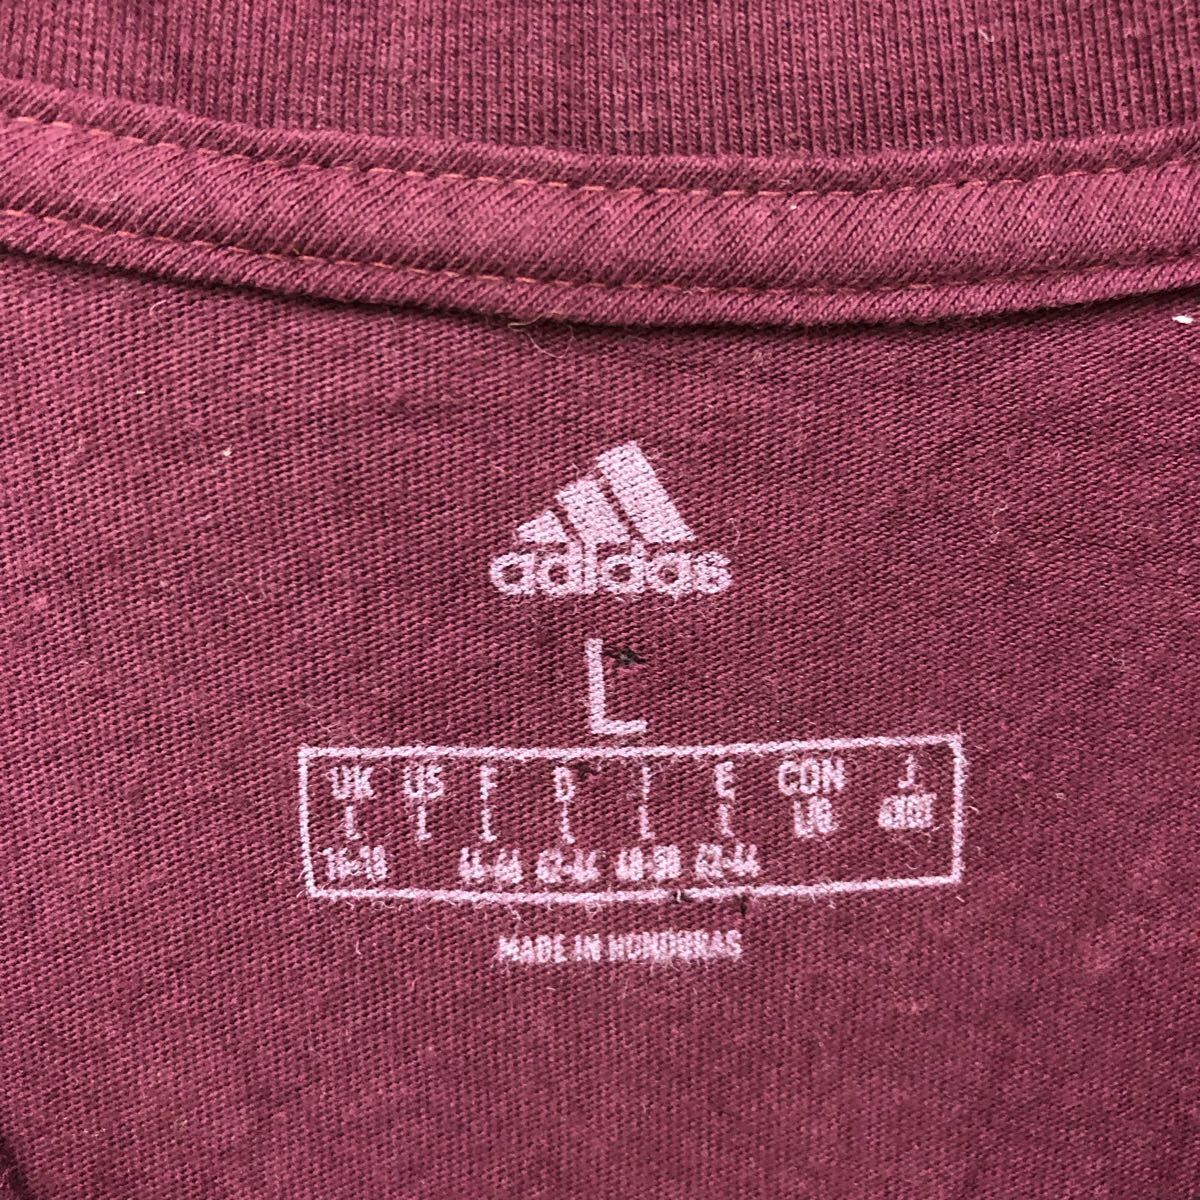 adidas
L
UK US F D I E CON J
L L L L L L L/G
16-18 44-46 42-44 48-50 42-44
MADE IN HONDURAS